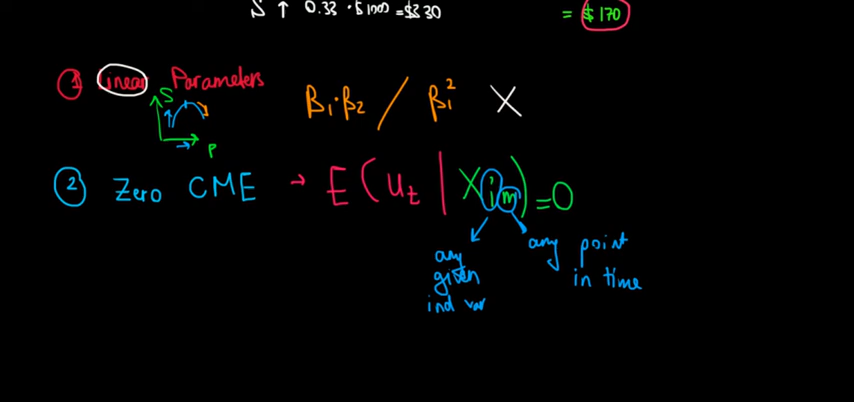 S ↑ 0.33 · $1000 = $330
= $170
① Linear Parameters
β₁·β₂ / β₁² X
S
P
② Zero CME → E(Ut | Xim) = 0
any given ind var
any point in time